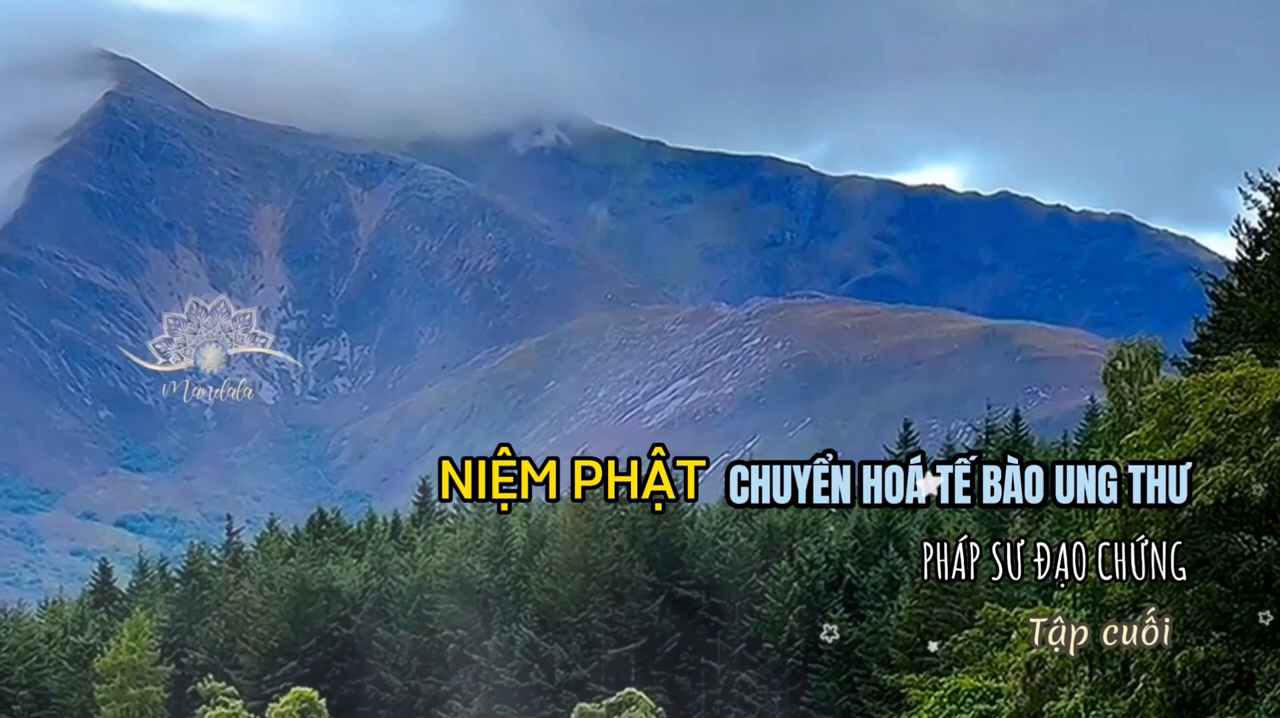 Mandala
NIỆM PHẬT CHUYỂN HOÁ TẾ BÀO UNG THƯ
PHÁP SƯ ĐẠO CHỨNG
Tập cuối